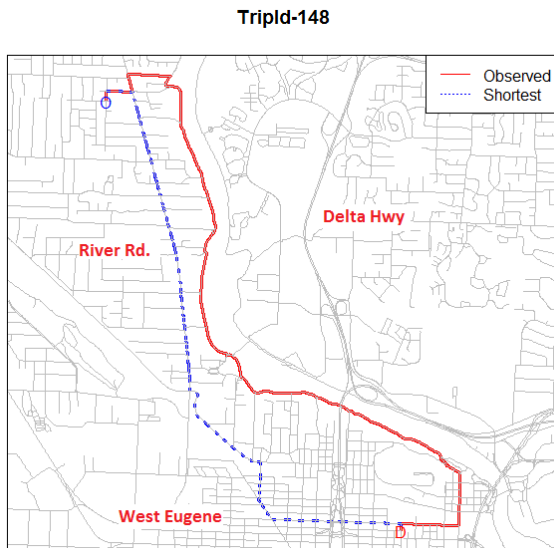 TripId-148
Observed
Shortest
O
Delta Hwy
River Rd.
West Eugene
D